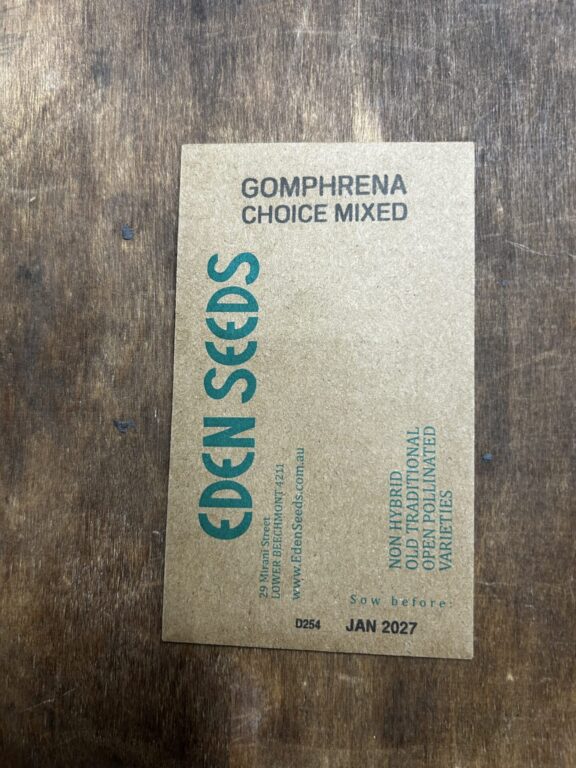 GOMPHRENA
CHOICE MIXED
EDEN SEEDS
29 Mirani Street
LOWER BEECHMONT 4211
www.EdenSeeds.com.au
NON HYBRID
OLD TRADITIONAL
OPEN POLLINATED
VARIETIES
Sow before:
D254 JAN 2027